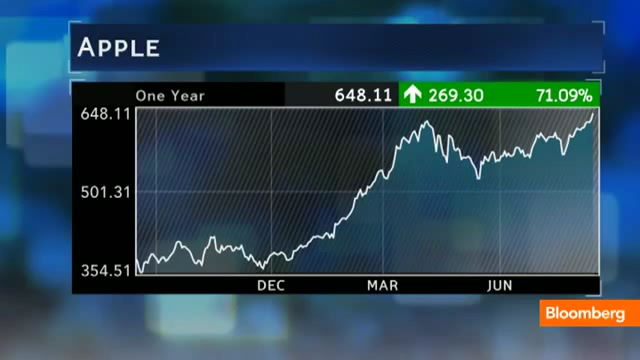 APPLE
One Year 648.11 269.30 71.09%
648.11
501.31
354.51
DEC MAR JUN
Bloomberg